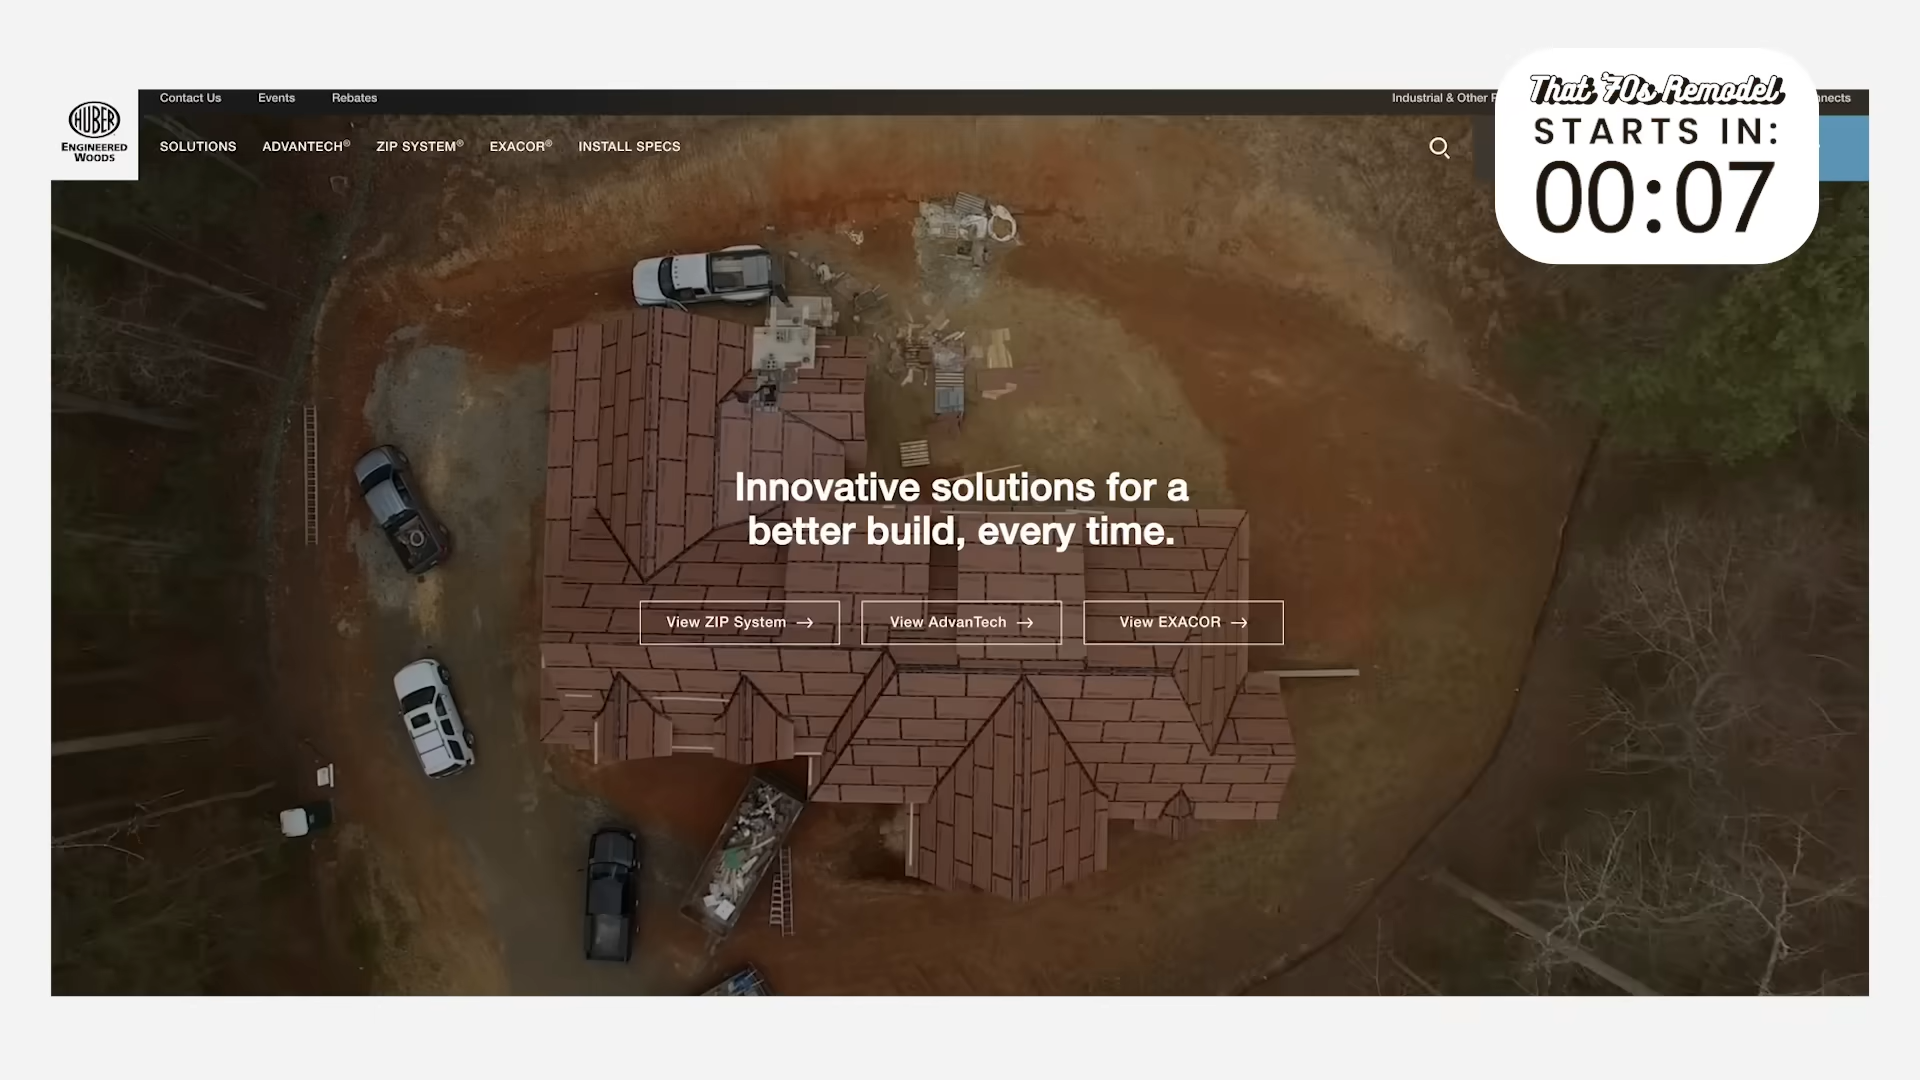 Contact Us Events Rebates
Industrial & Other
That '70s Remodel
STARTS IN:
00:07
HUBER
ENGINEERED
WOODS
SOLUTIONS ADVANTECH® ZIP SYSTEM® EXACOR® INSTALL SPECS
Innovative solutions for a
better build, every time.
View ZIP System → View AdvanTech → View EXACOR →